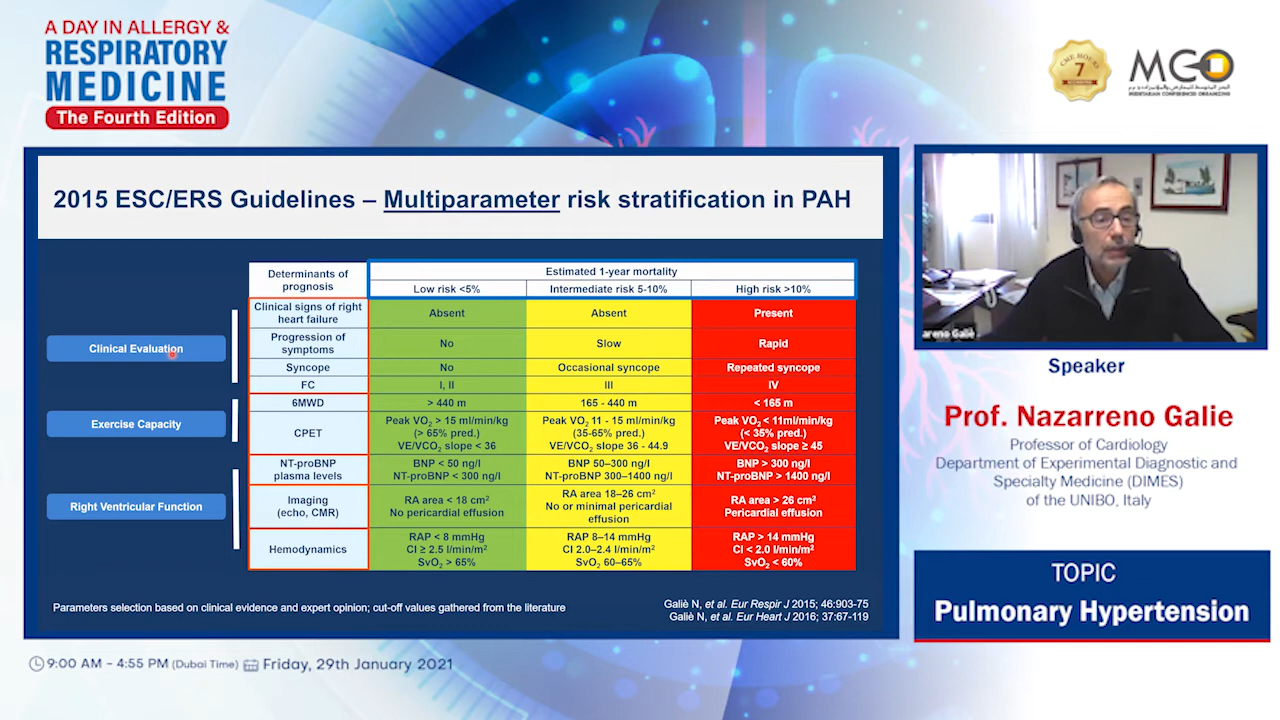 A DAY IN ALLERGY &
RESPIRATORY
MEDICINE
The Fourth Edition
CME HOURS
7
MCO
MEDITARIAN CONFERENCES ORGANIZING
2015 ESC/ERS Guidelines – Multiparameter risk stratification in PAH
Determinants of prognosis
Estimated 1-year mortality
Low risk <5%
Intermediate risk 5-10%
High risk >10%
Clinical Evaluation
Clinical signs of right heart failure
Absent
Absent
Present
Progression of symptoms
No
Slow
Rapid
Syncope
No
Occasional syncope
Repeated syncope
FC
I, II
III
IV
Exercise Capacity
6MWD
> 440 m
165 - 440 m
< 165 m
CPET
Peak VO2 > 15 ml/min/kg
(> 65% pred.)
VE/VCO2 slope < 36
Peak VO2 11 - 15 ml/min/kg
(35-65% pred.)
VE/VCO2 slope 36 - 44.9
Peak VO2 < 11ml/min/kg
(< 35% pred.)
VE/VCO2 slope ≥ 45
Right Ventricular Function
NT-proBNP plasma levels
BNP < 50 ng/l
NT-proBNP < 300 ng/l
BNP 50–300 ng/l
NT-proBNP 300–1400 ng/l
BNP > 300 ng/l
NT-proBNP > 1400 ng/l
Imaging
(echo, CMR)
RA area < 18 cm2
No pericardial effusion
RA area 18–26 cm2
No or minimal pericardial
effusion
RA area > 26 cm2
Pericardial effusion
Hemodynamics
RAP < 8 mmHg
CI ≥ 2.5 l/min/m2
SvO2 > 65%
RAP 8–14 mmHg
CI 2.0–2.4 l/min/m2
SvO2 60–65%
RAP > 14 mmHg
CI < 2.0 l/min/m2
SvO2 < 60%
Parameters selection based on clinical evidence and expert opinion; cut-off values gathered from the literature
Galiè N, et al. Eur Respir J 2015; 46:903-75
Galiè N, et al. Eur Heart J 2016; 37:67-119
Speaker
Prof. Nazarreno Galie
Professor of Cardiology
Department of Experimental Diagnostic and
Specialty Medicine (DIMES)
of the UNIBO, Italy
TOPIC
Pulmonary Hypertension
9:00 AM – 4:55 PM (Dubai Time) Friday, 29th January 2021